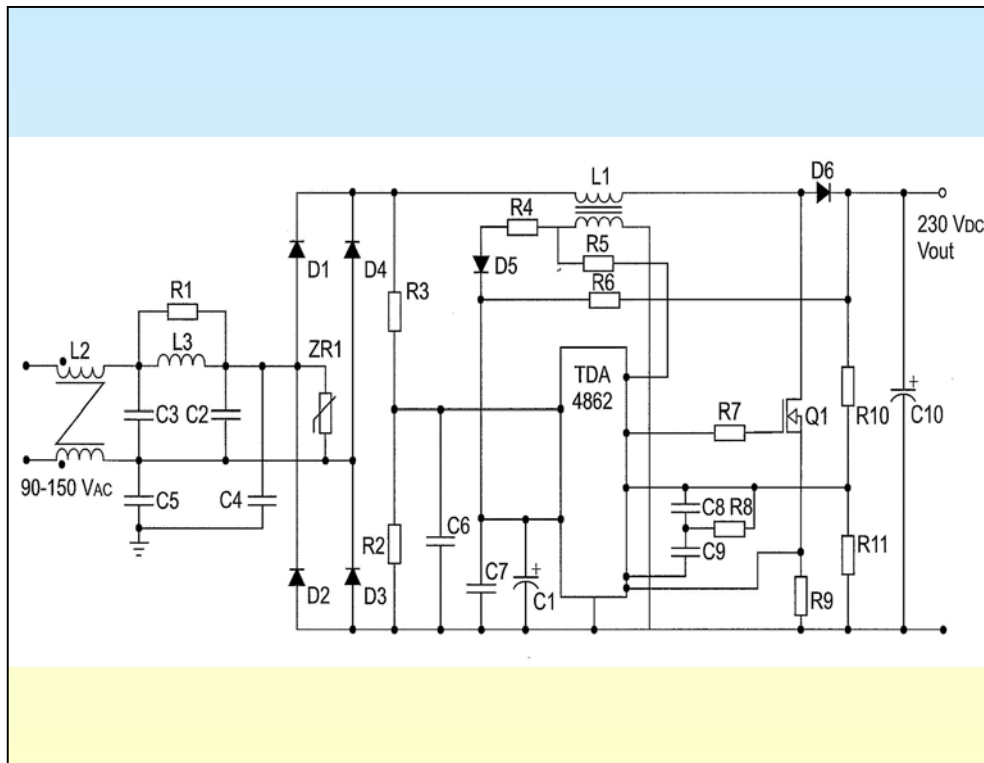 L1
D6
R4
230 VDC
Vout
D1
D4
D5
R5
R6
R1
R3
L2
L3
ZR1
TDA
4862
C3
C2
R7
Q1
R10
C10
90-150 VAC
C5
C4
R2
C6
C8
R8
C9
R11
C7
C1
D2
D3
R9